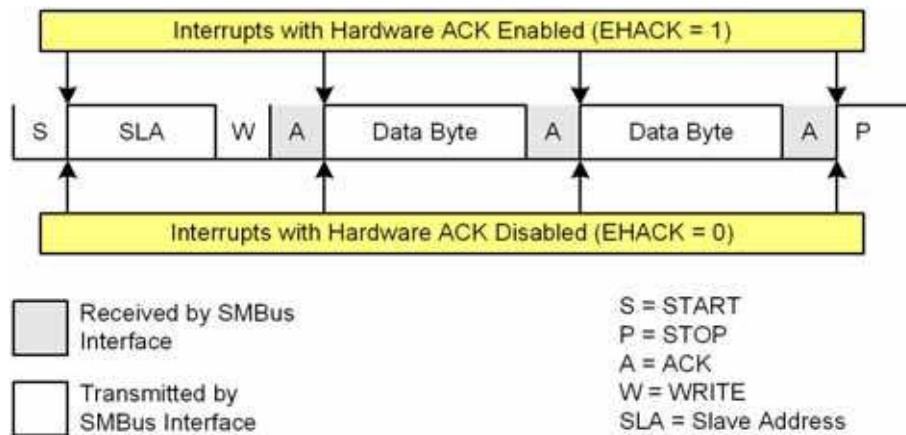 Interrupts with Hardware ACK Enabled (EHACK = 1)
S SLA W A Data Byte A Data Byte A P
Interrupts with Hardware ACK Disabled (EHACK = 0)
Received by SMBus
Interface
Transmitted by
SMBus Interface
S = START
P = STOP
A = ACK
W = WRITE
SLA = Slave Address